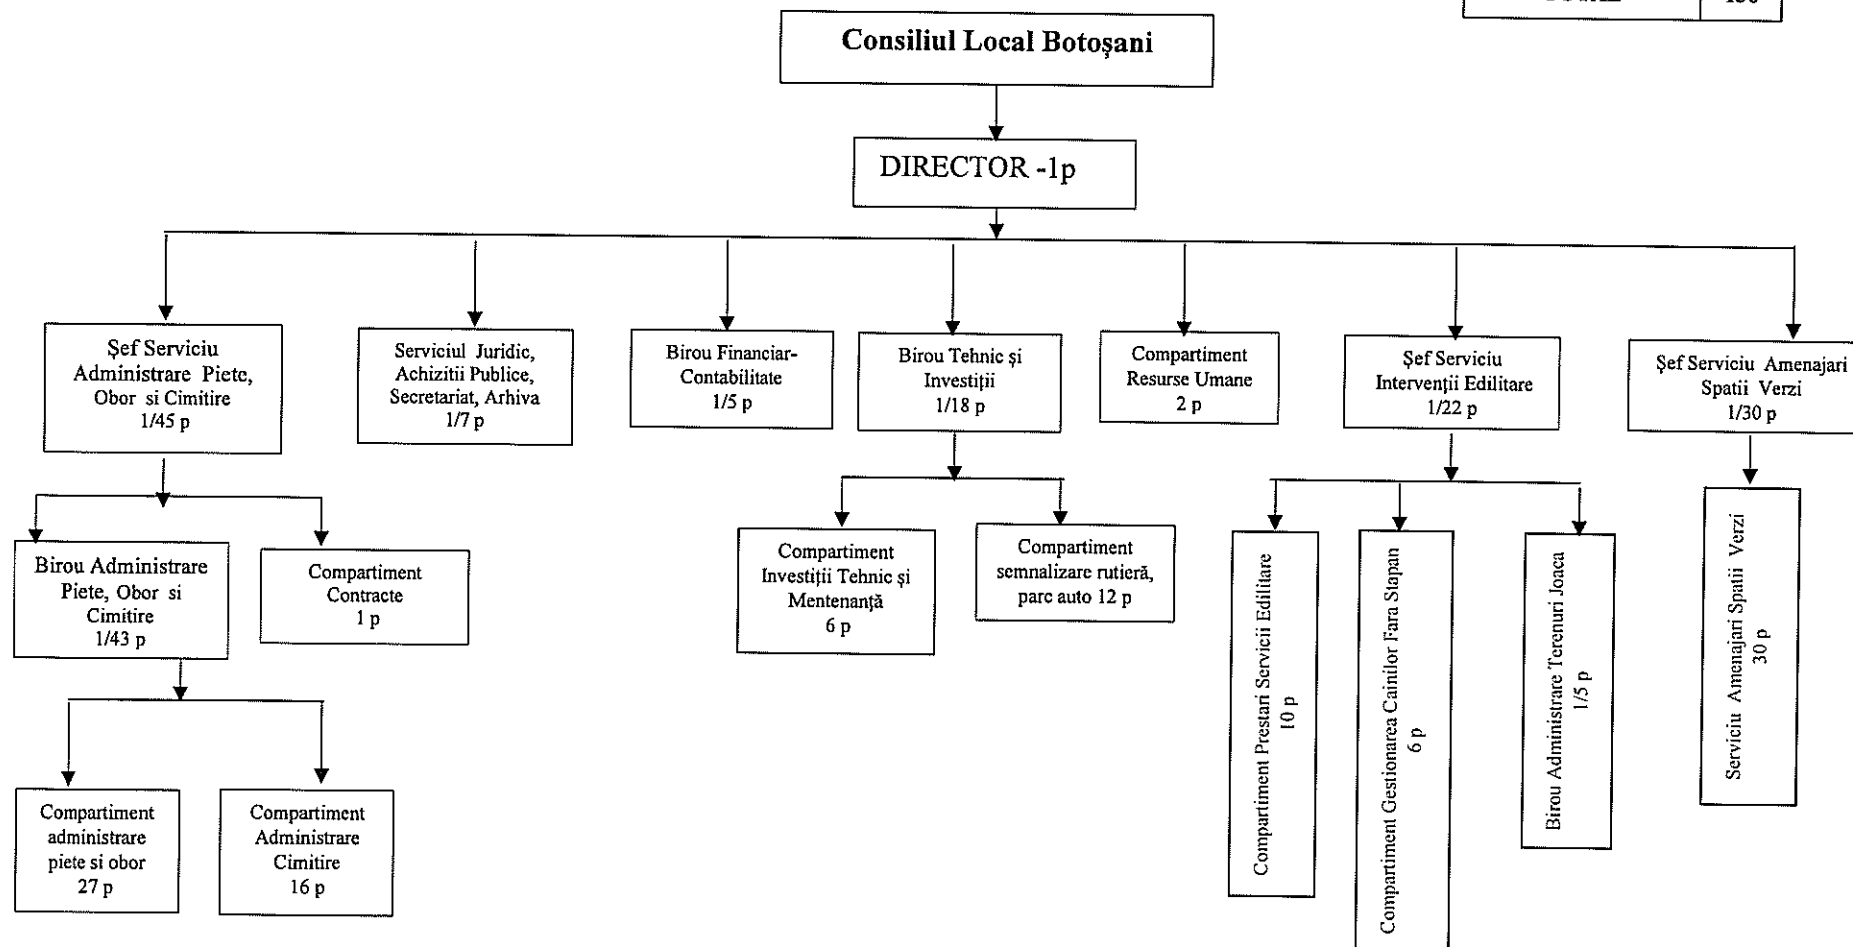 Consiliul Local Botoşani
DIRECTOR -1p
Şef Serviciu
Administrare Piete,
Obor si Cimitire
1/45 p
Serviciul Juridic,
Achizitii Publice,
Secretariat, Arhiva
1/7 p
Birou Financiar-
Contabilitate
1/5 p
Birou Tehnic şi
Investiţii
1/18 p
Compartiment
Resurse Umane
2 p
Şef Serviciu
Intervenţii Edilitare
1/22 p
Şef Serviciu Amenajari
Spatii Verzi
1/30 p
Birou Administrare
Piete, Obor si
Cimitire
1/43 p
Compartiment
Contracte
1 p
Compartiment
Investiţii Tehnic şi
Mentenanţă
6 p
Compartiment
semnalizare rutieră,
parc auto 12 p
Compartiment Prestari Servicii Edilitare
10 p
Compartiment Gestionarea Cainilor Fara Stapan
6 p
Birou Administrare Terenuri Joaca
1/5 p
Serviciu Amenajari Spatii Verzi
30 p
Compartiment
administrare
piete si obor
27 p
Compartiment
Administrare
Cimitire
16 p